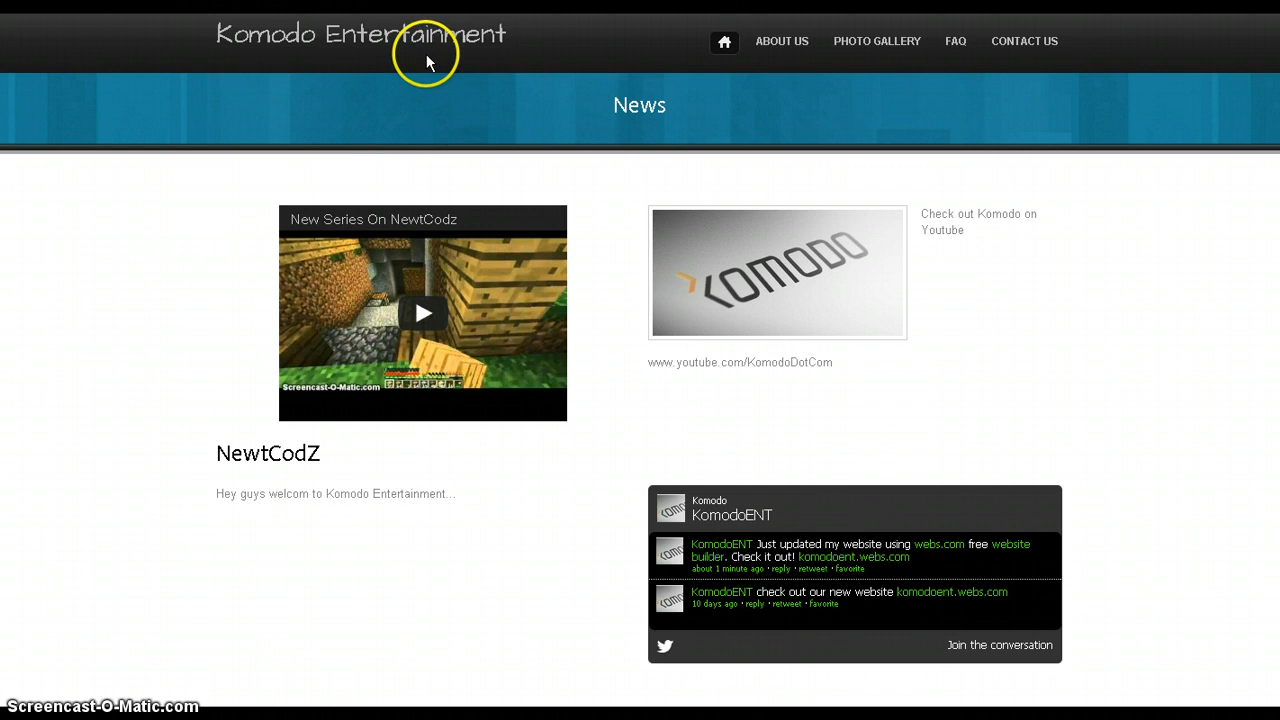 Komodo Entertainment
ABOUT US PHOTO GALLERY FAQ CONTACT US
News
New Series On NewtCodz
Screencast-O-Matic.com
NewtCodZ
Hey guys welcom to Komodo Entertainment...
KOMODO
Check out Komodo on
Youtube
www.youtube.com/KomodoDotCom
Komodo
KomodoENT
KomodoENT Just updated my website using webs.com free website
builder. Check it out! komodoent.webs.com
about 1 minute ago · reply · retweet · favorite
KomodoENT check out our new website komodoent.webs.com
10 days ago · reply · retweet · favorite
Join the conversation
Screencast-O-Matic.com